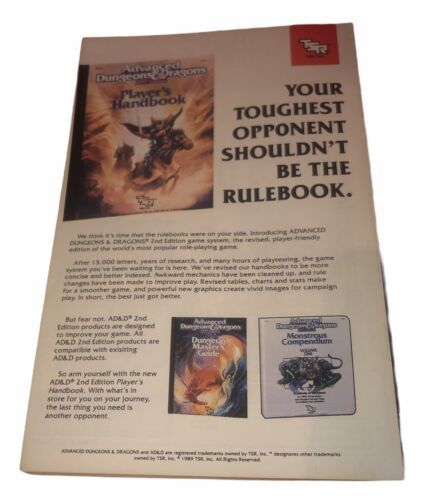 TSR
Advanced
Dungeons & Dragons
Player's
Handbook
YOUR
TOUGHEST
OPPONENT
SHOULDN'T
BE THE
RULEBOOK.
We think it's time that the rulebooks were on your side. Introducing ADVANCED
DUNGEONS & DRAGONS® 2nd Edition game system, the revised, player-friendly
edition of the world's most popular role-playing game.
After 15,000 letters, years of research, and many hours of playtesting, the game
system you've been waiting for is here. We've revised our handbooks to be more
concise and better indexed. Awkward mechanics have been cleaned up, and rule
changes have been made to improve play. Revised tables, charts and stats make
for a smoother game, and powerful new graphics create vivid images for campaign
play. In short, the best just got better.
But fear not. AD&D® 2nd
Edition products are
designed to improve
your game. All
AD&D 2nd Edition
products are
compatible with exisiting
AD&D products.
So arm yourself with the new
AD&D® 2nd Edition Player's
Handbook. With what's in
store for you on your journey,
the last thing you need is
another opponent.
Advanced
Dungeons & Dragons
Dungeon
Master's
Guide
Advanced
Dungeons & Dragons
Monstrous
Compendium
VOLUME
ADVANCED DUNGEONS & DRAGONS and AD&D are registered trademarks owned by TSR, Inc. ™ designates other trademarks
owned by TSR, Inc. © 1989 TSR, Inc. All Rights Reserved.